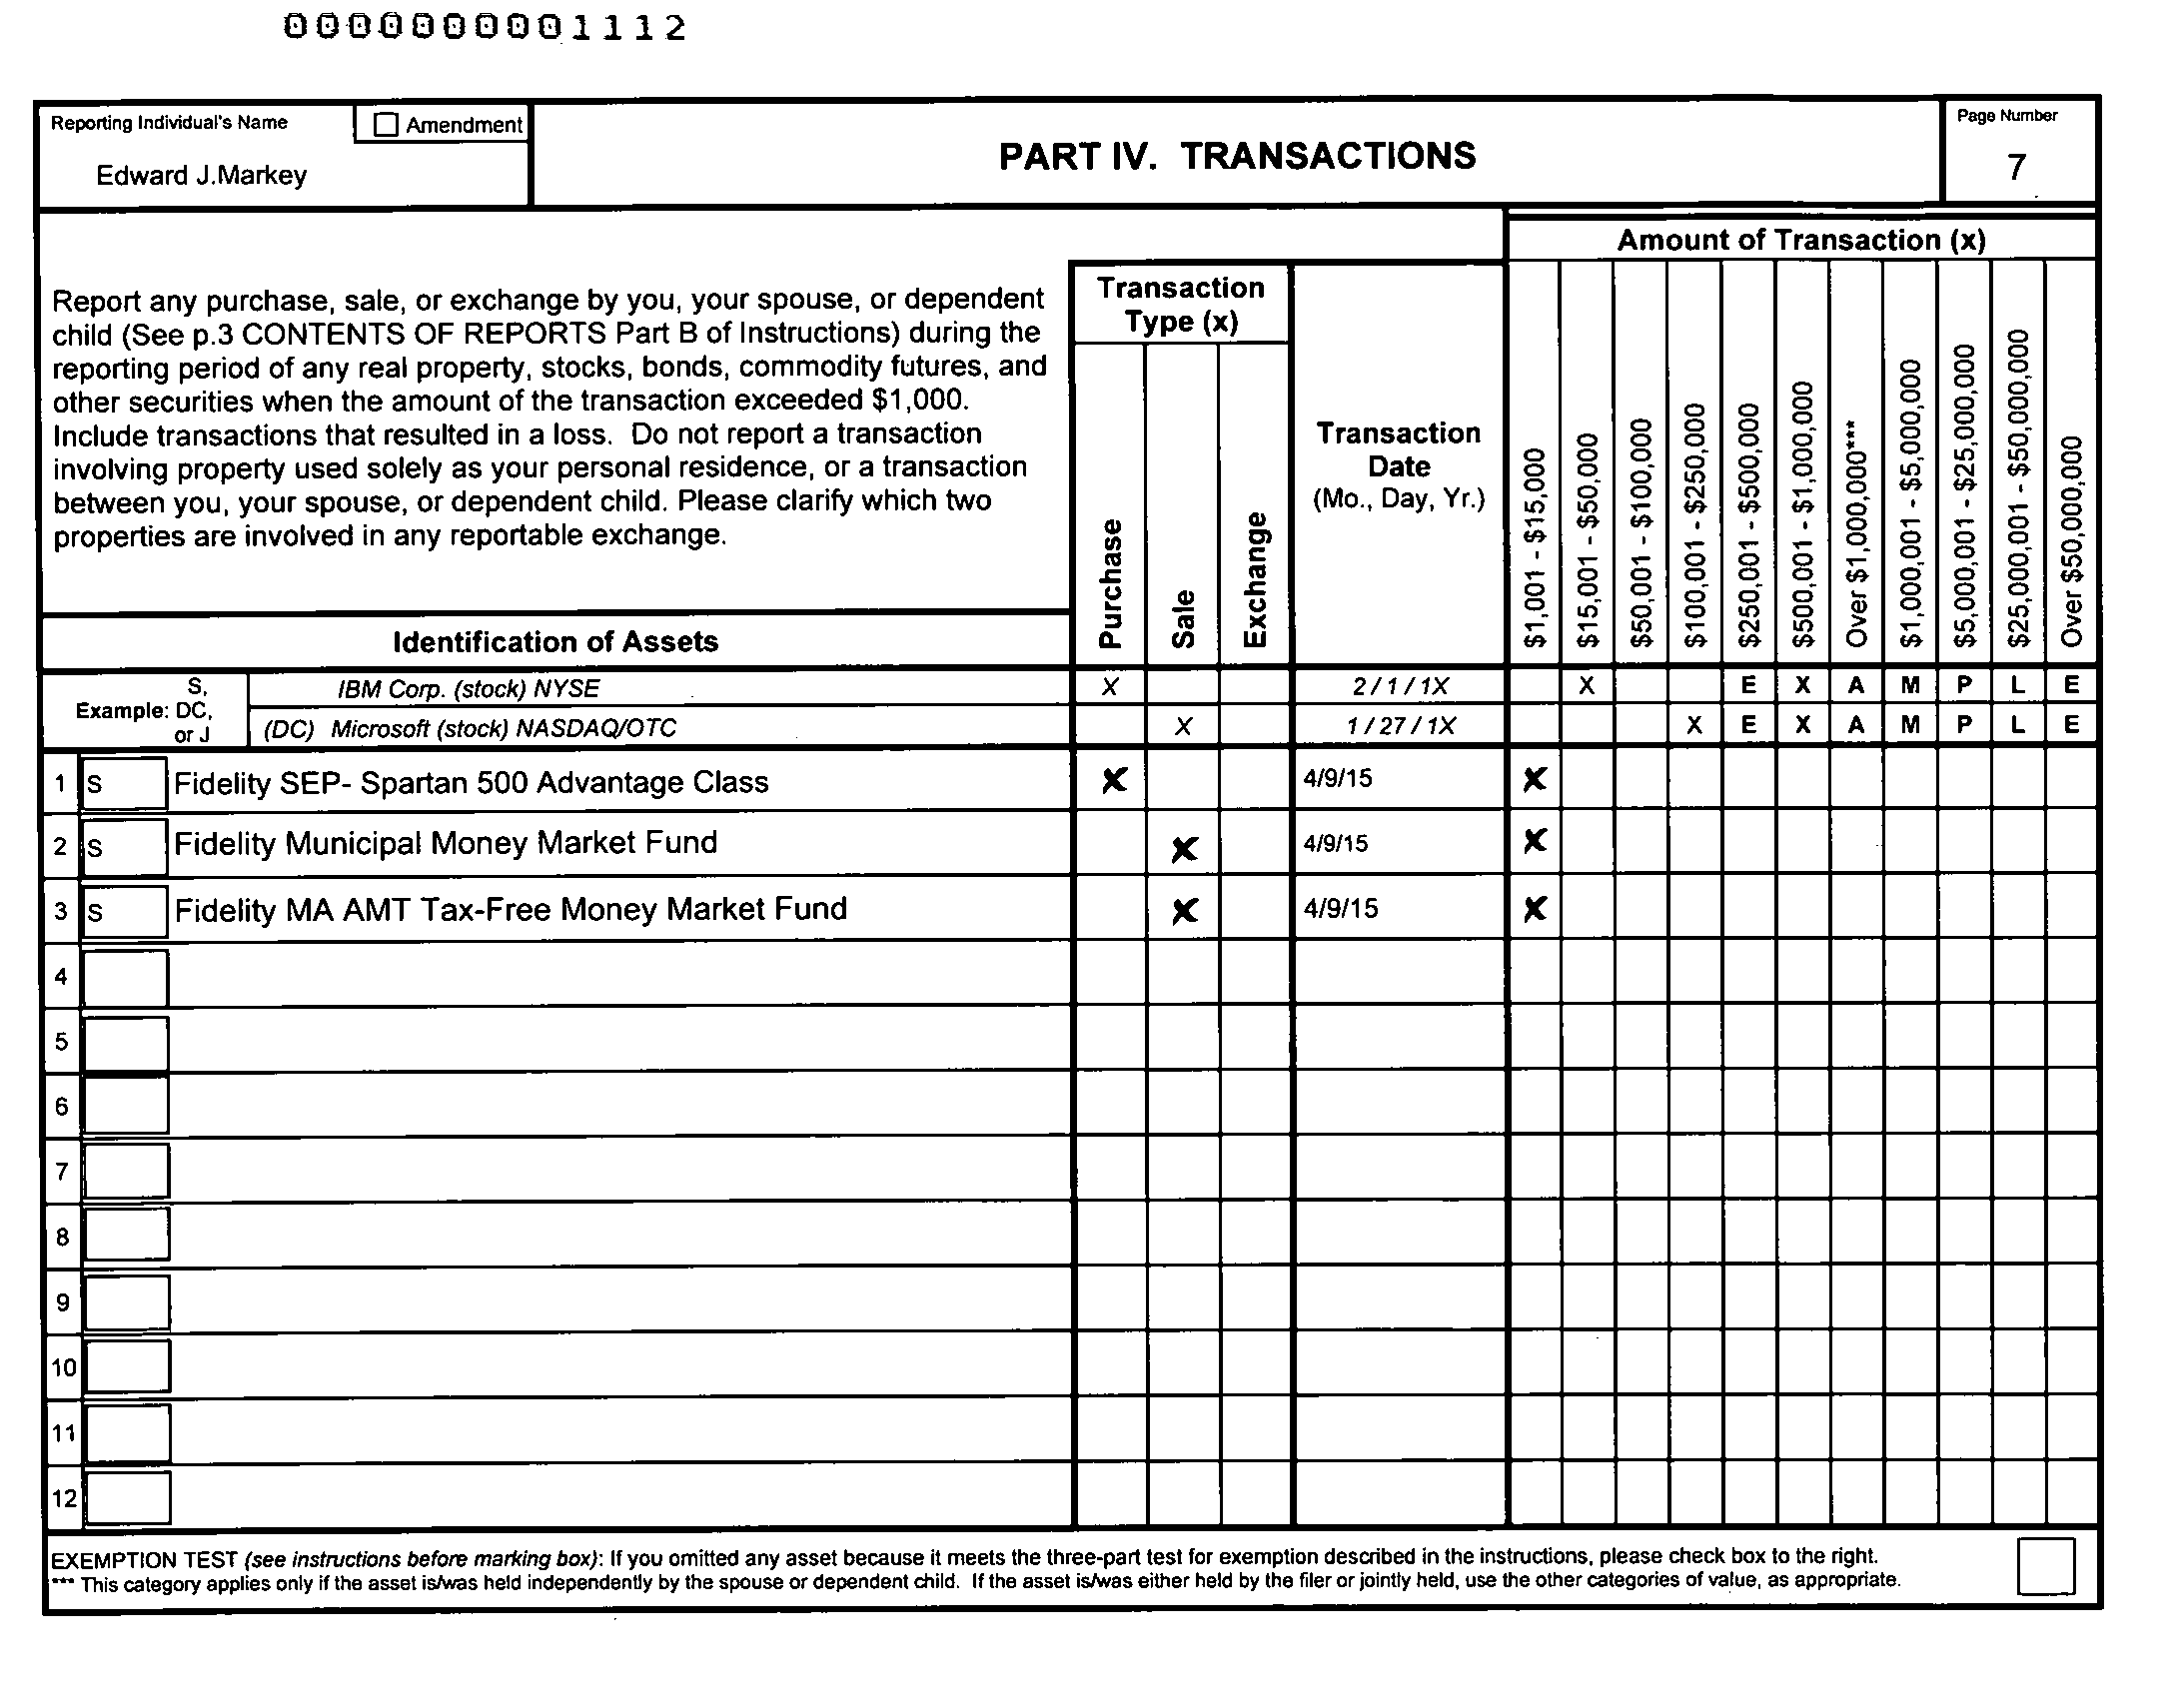 0000000001112
Reporting Individual's Name
☐ Amendment
Edward J.Markey
PART IV. TRANSACTIONS
Page Number
7
Amount of Transaction (x)
Report any purchase, sale, or exchange by you, your spouse, or dependent
child (See p.3 CONTENTS OF REPORTS Part B of Instructions) during the
reporting period of any real property, stocks, bonds, commodity futures, and
other securities when the amount of the transaction exceeded $1,000.
Include transactions that resulted in a loss. Do not report a transaction
involving property used solely as your personal residence, or a transaction
between you, your spouse, or dependent child. Please clarify which two
properties are involved in any reportable exchange.
Transaction
Type (x)
Purchase
Sale
Exchange
Transaction
Date
(Mo., Day, Yr.)
$1,001 - $15,000
$15,001 - $50,000
$50,001 - $100,000
$100,001 - $250,000
$250,001 - $500,000
$500,001 - $1,000,000
Over $1,000,000***
$1,000,001 - $5,000,000
$5,000,001 - $25,000,000
$25,000,001 - $50,000,000
Over $50,000,000
Identification of Assets
Example:
S,
DC,
or J
IBM Corp. (stock) NYSE X 2 / 1 / 1X X E X A M P L E
(DC) Microsoft (stock) NASDAQ/OTC X 1 / 27 / 1X X E X A M P L E
1 S Fidelity SEP- Spartan 500 Advantage Class X 4/9/15 X
2 S Fidelity Municipal Money Market Fund X 4/9/15 X
3 S Fidelity MA AMT Tax-Free Money Market Fund X 4/9/15 X
4
5
6
7
8
9
10
11
12
EXEMPTION TEST (see instructions before marking box): If you omitted any asset because it meets the three-part test for exemption described in the instructions, please check box to the right.
*** This category applies only if the asset is/was held independently by the spouse or dependent child. If the asset is/was either held by the filer or jointly held, use the other categories of value, as appropriate.